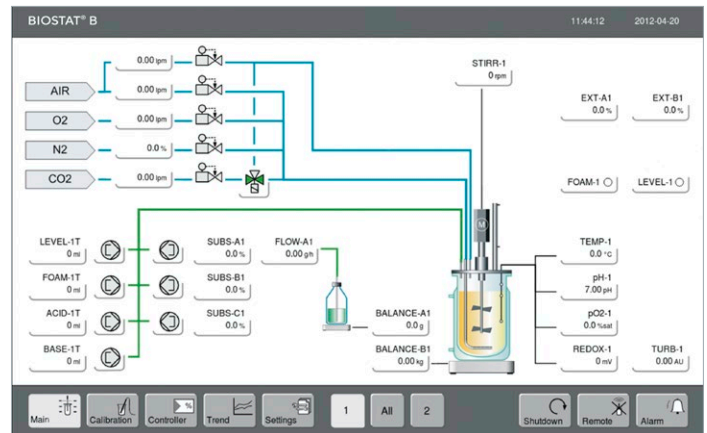 BIOSTAT® B
11:44:12 2012-04-20
0.00 lpm
STIRR-1
0 rpm
AIR 0.00 lpm
EXT-A1 EXT-B1
0.0 % 0.0 %
O2 0.00 lpm
N2 0.0 %
CO2 0.00 lpm
FOAM-1 LEVEL-1
LEVEL-1T SUBS-A1 FLOW-A1 TEMP-1
0 ml 0.0 % 0.00 g/h 0.0 °C
FOAM-1T SUBS-B1 pH-1
0 ml 0.0 % 7.00 pH
M
ACID-1T SUBS-C1 BALANCE-A1 pO2-1
0 ml 0.0 % 0.0 g 0.0 %sat
BASE-1T BALANCE-B1 REDOX-1 TURB-1
0 ml 0.00 kg 0 mV 0.00 AU
Main Calibration Controller % Trend Settings 1 All 2 Shutdown Remote Alarm